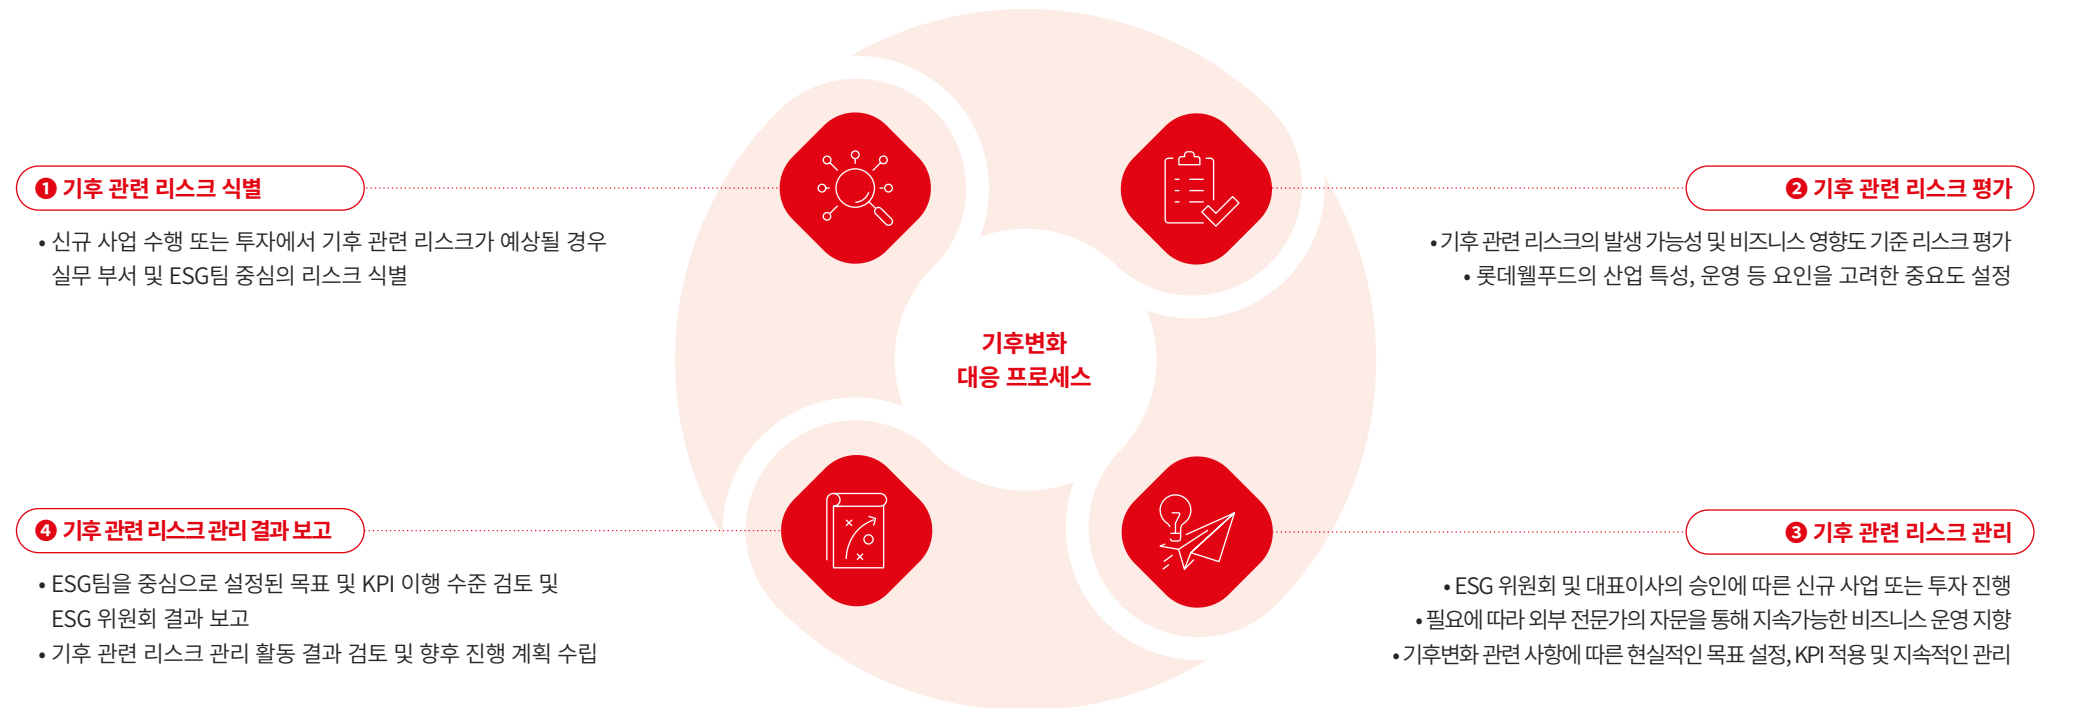 ❶ 기후 관련 리스크 식별
• 신규 사업 수행 또는 투자에서 기후 관련 리스크가 예상될 경우
실무 부서 및 ESG팀 중심의 리스크 식별
❷ 기후 관련 리스크 평가
• 기후 관련 리스크의 발생 가능성 및 비즈니스 영향도 기준 리스크 평가
• 롯데웰푸드의 산업 특성, 운영 등 요인을 고려한 중요도 설정
기후변화
대응 프로세스
❸ 기후 관련 리스크 관리
• ESG 위원회 및 대표이사의 승인에 따른 신규 사업 또는 투자 진행
• 필요에 따라 외부 전문가의 자문을 통해 지속가능한 비즈니스 운영 지향
• 기후변화 관련 사항에 따른 현실적인 목표 설정, KPI 적용 및 지속적인 관리
❹ 기후 관련 리스크 관리 결과 보고
• ESG팀을 중심으로 설정된 목표 및 KPI 이행 수준 검토 및
ESG 위원회 결과 보고
• 기후 관련 리스크 관리 활동 결과 검토 및 향후 진행 계획 수립